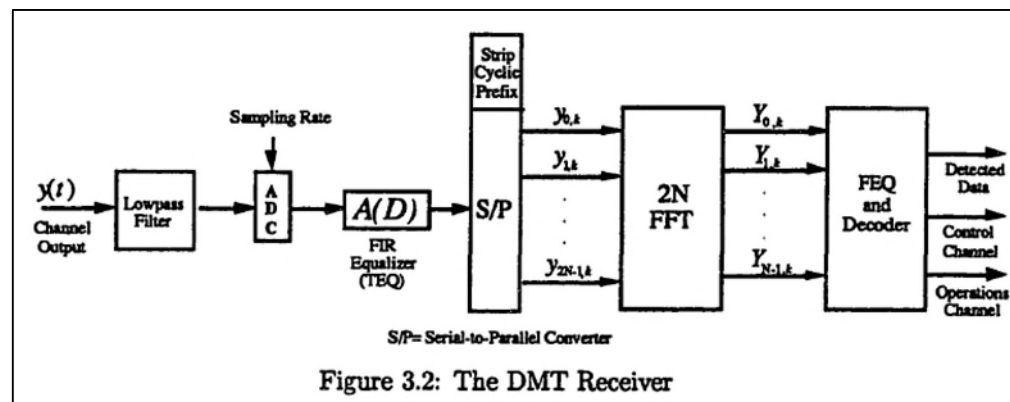 Strip
Cyclic
Prefix
Sampling Rate
y(t)
Channel
Output
Lowpass
Filter
A
D
C
A(D)
FIR
Equalizer
(TEQ)
S/P
y0,k
y1,k
y2N-1,k
2N
FFT
Y0,k
Y1,k
YN-1,k
FEQ
and
Decoder
Detected
Data
Control
Channel
Operations
Channel
S/P= Serial-to-Parallel Converter
Figure 3.2: The DMT Receiver